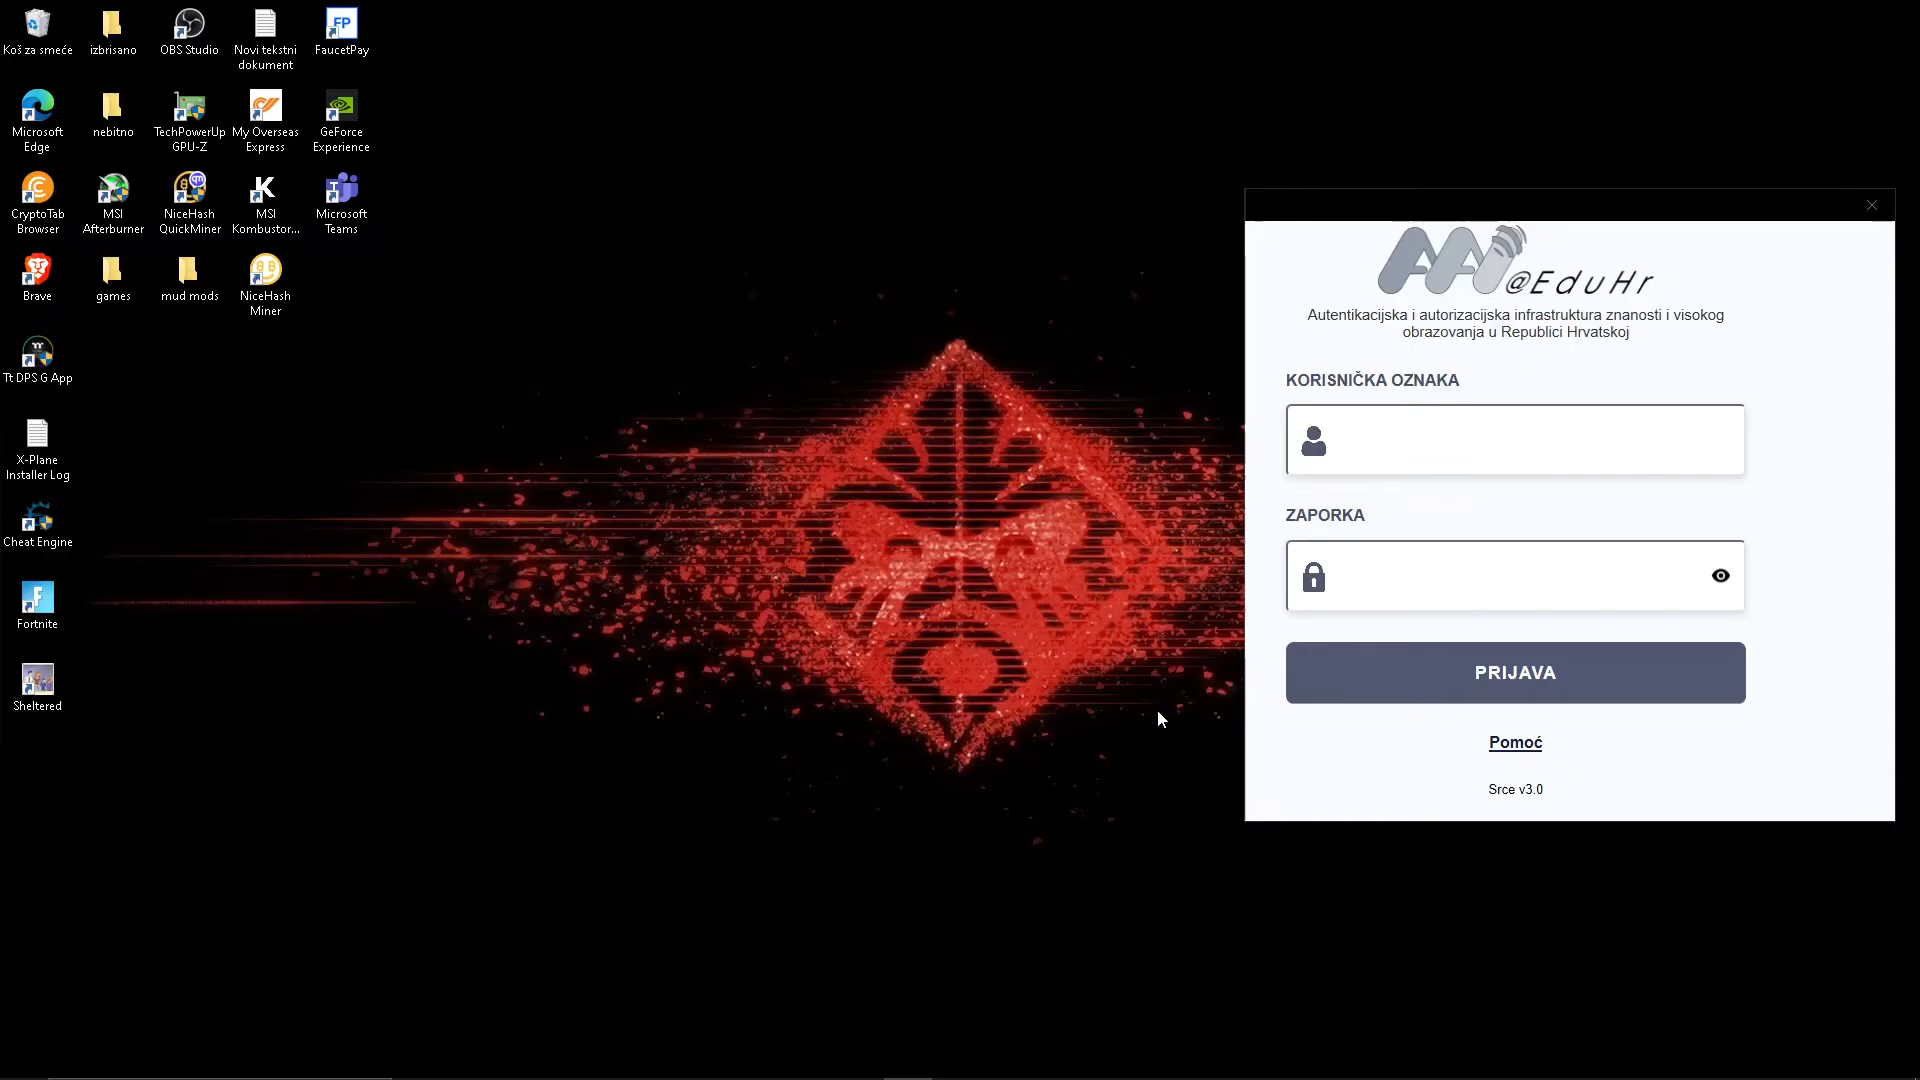 Koš za smeće
izbrisano
OBS Studio
Novi tekstni
dokument
FP
FaucetPay
Microsoft
Edge
nebitno
TechPowerUp
GPU-Z
My Overseas
Express
GeForce
Experience
CryptoTab
Browser
MSI
Afterburner
NiceHash
QuickMiner
K
MSI
Kombustor...
T
Microsoft
Teams
Brave
games
mud mods
NiceHash
Miner
Tt DPS G App
X-Plane
Installer Log
Cheat Engine
F
Fortnite
Sheltered
AAI@EduHr
Autentikacijska i autorizacijska infrastruktura znanosti i visokog
obrazovanja u Republici Hrvatskoj
KORISNIČKA OZNAKA
ZAPORKA
PRIJAVA
Pomoć
Srce v3.0